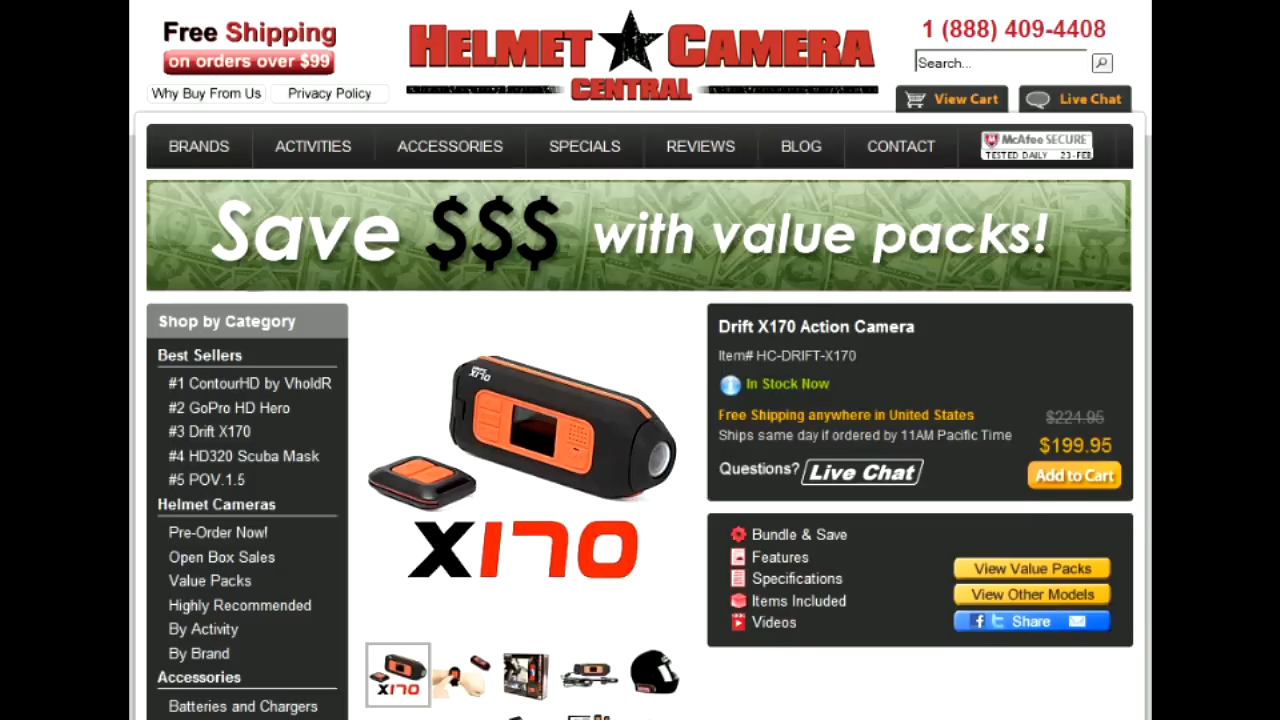 Free Shipping
on orders over $99
Why Buy From Us
Privacy Policy
HELMET CAMERA
CENTRAL
1 (888) 409-4408
Search...
View Cart
Live Chat
BRANDS
ACTIVITIES
ACCESSORIES
SPECIALS
REVIEWS
BLOG
CONTACT
McAfee SECURE
TESTED DAILY 23-FEB
Save $$$ with value packs!
Shop by Category
Best Sellers
#1 ContourHD by VholdR
#2 GoPro HD Hero
#3 Drift X170
#4 HD320 Scuba Mask
#5 POV.1.5
Helmet Cameras
Pre-Order Now!
Open Box Sales
Value Packs
Highly Recommended
By Activity
By Brand
Accessories
Batteries and Chargers
X170
X170
X170
Drift X170 Action Camera
Item# HC-DRIFT-X170
In Stock Now
Free Shipping anywhere in United States
$224.95
Ships same day if ordered by 11AM Pacific Time
$199.95
Questions? Live Chat
Add to Cart
Bundle & Save
Features
Specifications
Items Included
Videos
View Value Packs
View Other Models
Share